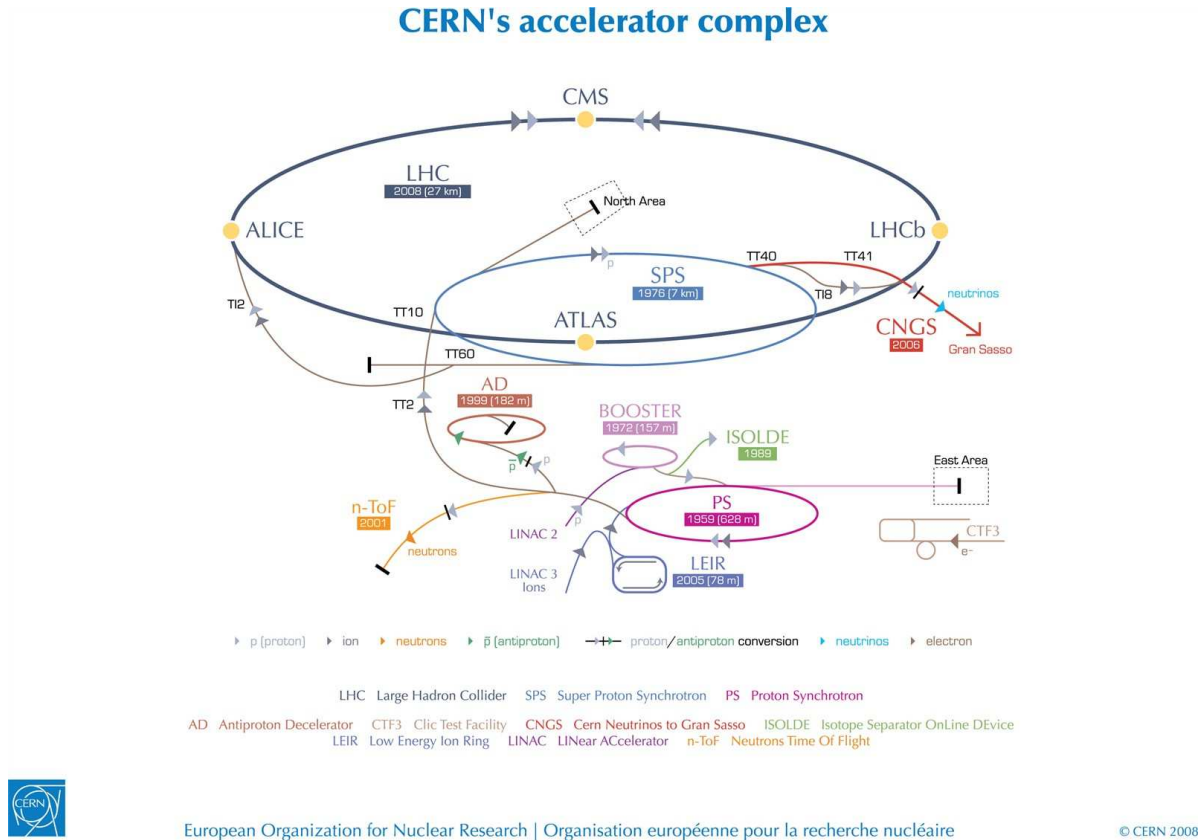 CERN's accelerator complex
CMS
LHC
2008 (27 km)
North Area
ALICE
LHCb
TT40
TT41
SPS
1976 (7 km)
p
TI8
neutrinos
TI2
TT10
ATLAS
CNGS
2006
Gran Sasso
TT60
AD
1999 (182 m)
TT2
BOOSTER
1972 (157 m)
ISOLDE
1989
p̄
p
East Area
n-ToF
2001
PS
1959 (628 m)
p
LINAC 2
neutrons
CTF3
e-
LEIR
2005 (78 m)
LINAC 3
Ions
p (proton) ion neutrons p̄ (antiproton) proton/antiproton conversion neutrinos electron
LHC Large Hadron Collider SPS Super Proton Synchrotron PS Proton Synchrotron
AD Antiproton Decelerator CTF3 Clic Test Facility CNGS Cern Neutrinos to Gran Sasso ISOLDE Isotope Separator OnLine DEvice
LEIR Low Energy Ion Ring LINAC LINear ACcelerator n-ToF Neutrons Time Of Flight
CERN
European Organization for Nuclear Research | Organisation européenne pour la recherche nucléaire
© CERN 2008